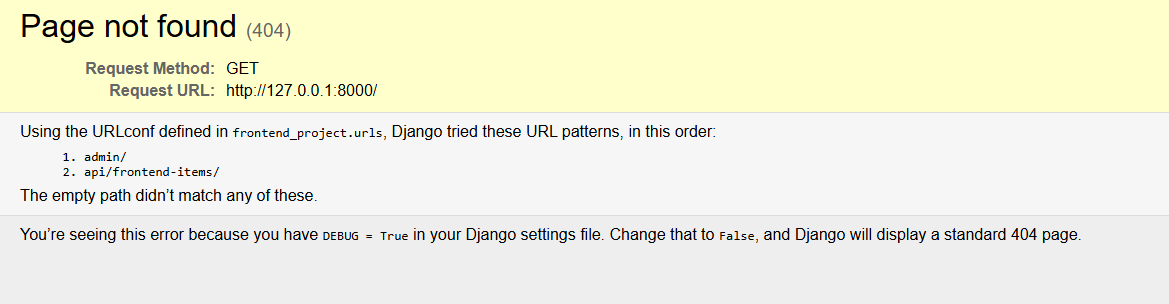 Page not found (404)
Request Method: GET
Request URL: http://127.0.0.1:8000/
Using the URLconf defined in frontend_project.urls, Django tried these URL patterns, in this order:
1. admin/
2. api/frontend-items/
The empty path didn’t match any of these.
You’re seeing this error because you have DEBUG = True in your Django settings file. Change that to False, and Django will display a standard 404 page.